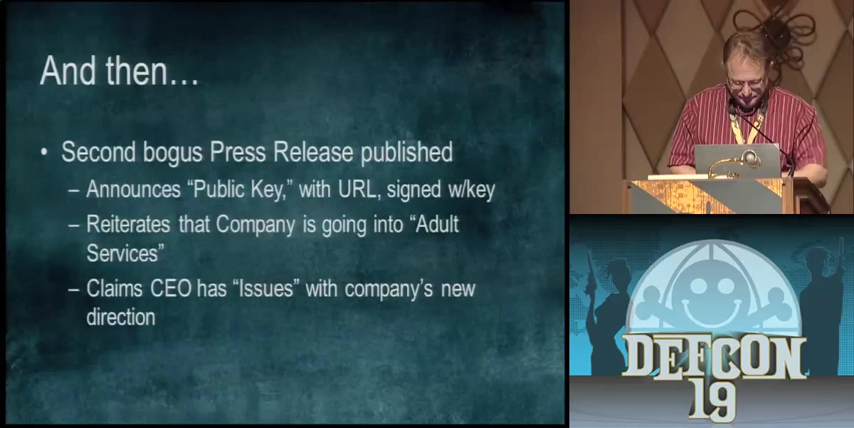 And then…
• Second bogus Press Release published
– Announces “Public Key,” with URL, signed w/key
– Reiterates that Company is going into “Adult
Services”
– Claims CEO has “Issues” with company’s new
direction
DEFCON
19